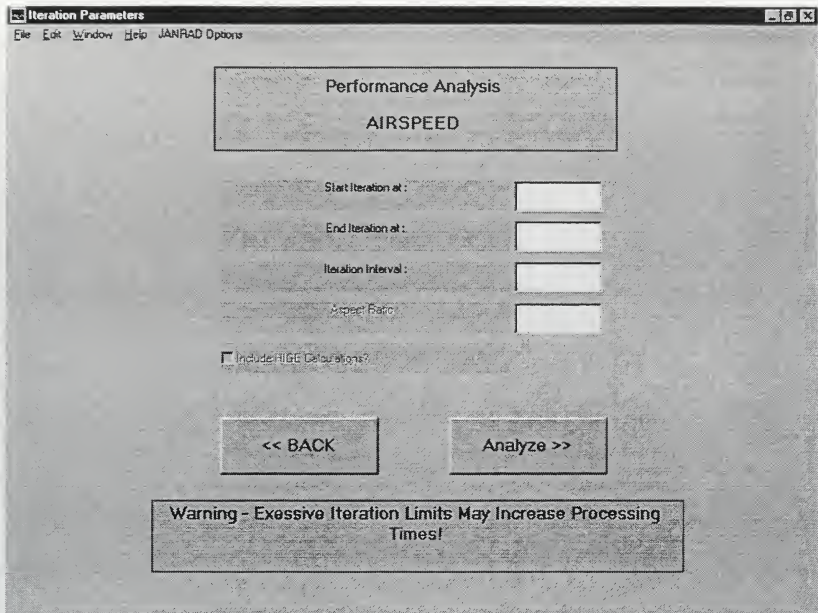 Iteration Parameters
File Edit Window Help JANRAD Options
Performance Analysis
AIRSPEED
Start Iteration at :
End Iteration at :
Iteration Interval :
Aspect Ratio
Include HIGE Calculations?
<< BACK
Analyze >>
Warning - Exessive Iteration Limits May Increase Processing
Times!